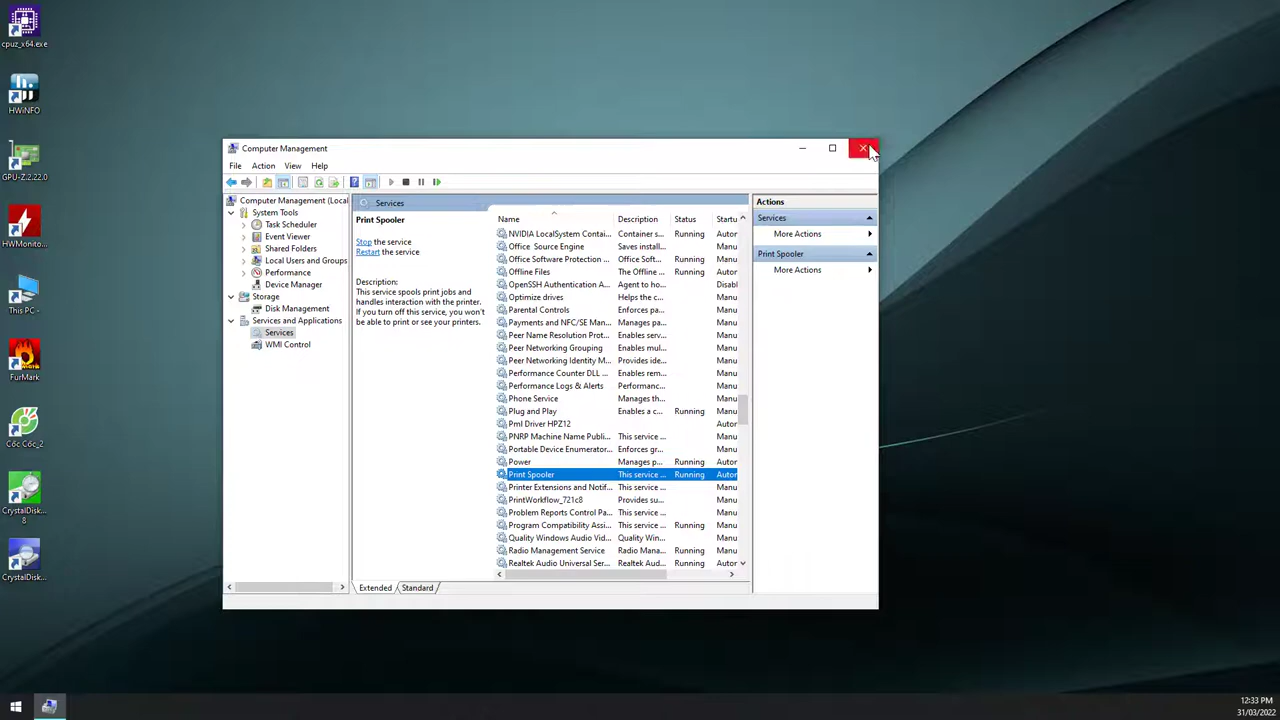 cpuz_x64.exe
HWiNFO
GPU-Z.2.22.0
HWMonito...
This PC -
FurMark
Cốc Cốc_2
CrystalDisk...
8
CrystalDisk...
Computer Management
File Action View Help
Computer Management (Local
System Tools
Task Scheduler
Event Viewer
Shared Folders
Local Users and Groups
Performance
Device Manager
Storage
Disk Management
Services and Applications
Services
WMI Control
Services
Print Spooler
Stop the service
Restart the service
Description:
This service spools print jobs and
handles interaction with the printer.
If you turn off this service, you won't
be able to print or see your printers.
Name Description Status Startu
NVIDIA LocalSystem Contai... Container s... Running Autor
Office Source Engine Saves install... Manu
Office Software Protection ... Office Soft... Running Autor
Offline Files The Offline ... Manu
OpenSSH Authentication A... Agent to ho... Disabl
Optimize drives Helps the c... Manu
Parental Controls Enforces pa... Manu
Payments and NFC/SE Man... Manages pa... Manu
Peer Name Resolution Prot... Enables serv... Manu
Peer Networking Grouping Enables mul... Manu
Peer Networking Identity M... Provides ide... Manu
Performance Counter DLL ... Enables rem... Manu
Performance Logs & Alerts Performanc... Manu
Phone Service Manages th... Manu
Plug and Play Enables a c... Running Manu
Pml Driver HPZ12 Autor
PNRP Machine Name Publi... This service ... Manu
Portable Device Enumerator... Enforces gr... Manu
Power Manages p... Running Autor
Print Spooler This service ... Running Autor
Printer Extensions and Notif... This service ... Manu
PrintWorkflow_721c8 Provides su... Manu
Problem Reports Control Pa... This service ... Manu
Program Compatibility Assi... This service ... Running Manu
Quality Windows Audio Vid... Quality Win... Manu
Radio Management Service Radio Mana... Running Manu
Realtek Audio Universal Ser... Realtek Aud... Running Autor
Extended Standard
Actions
Services
More Actions
Print Spooler
More Actions
12:33 PM
31/03/2022